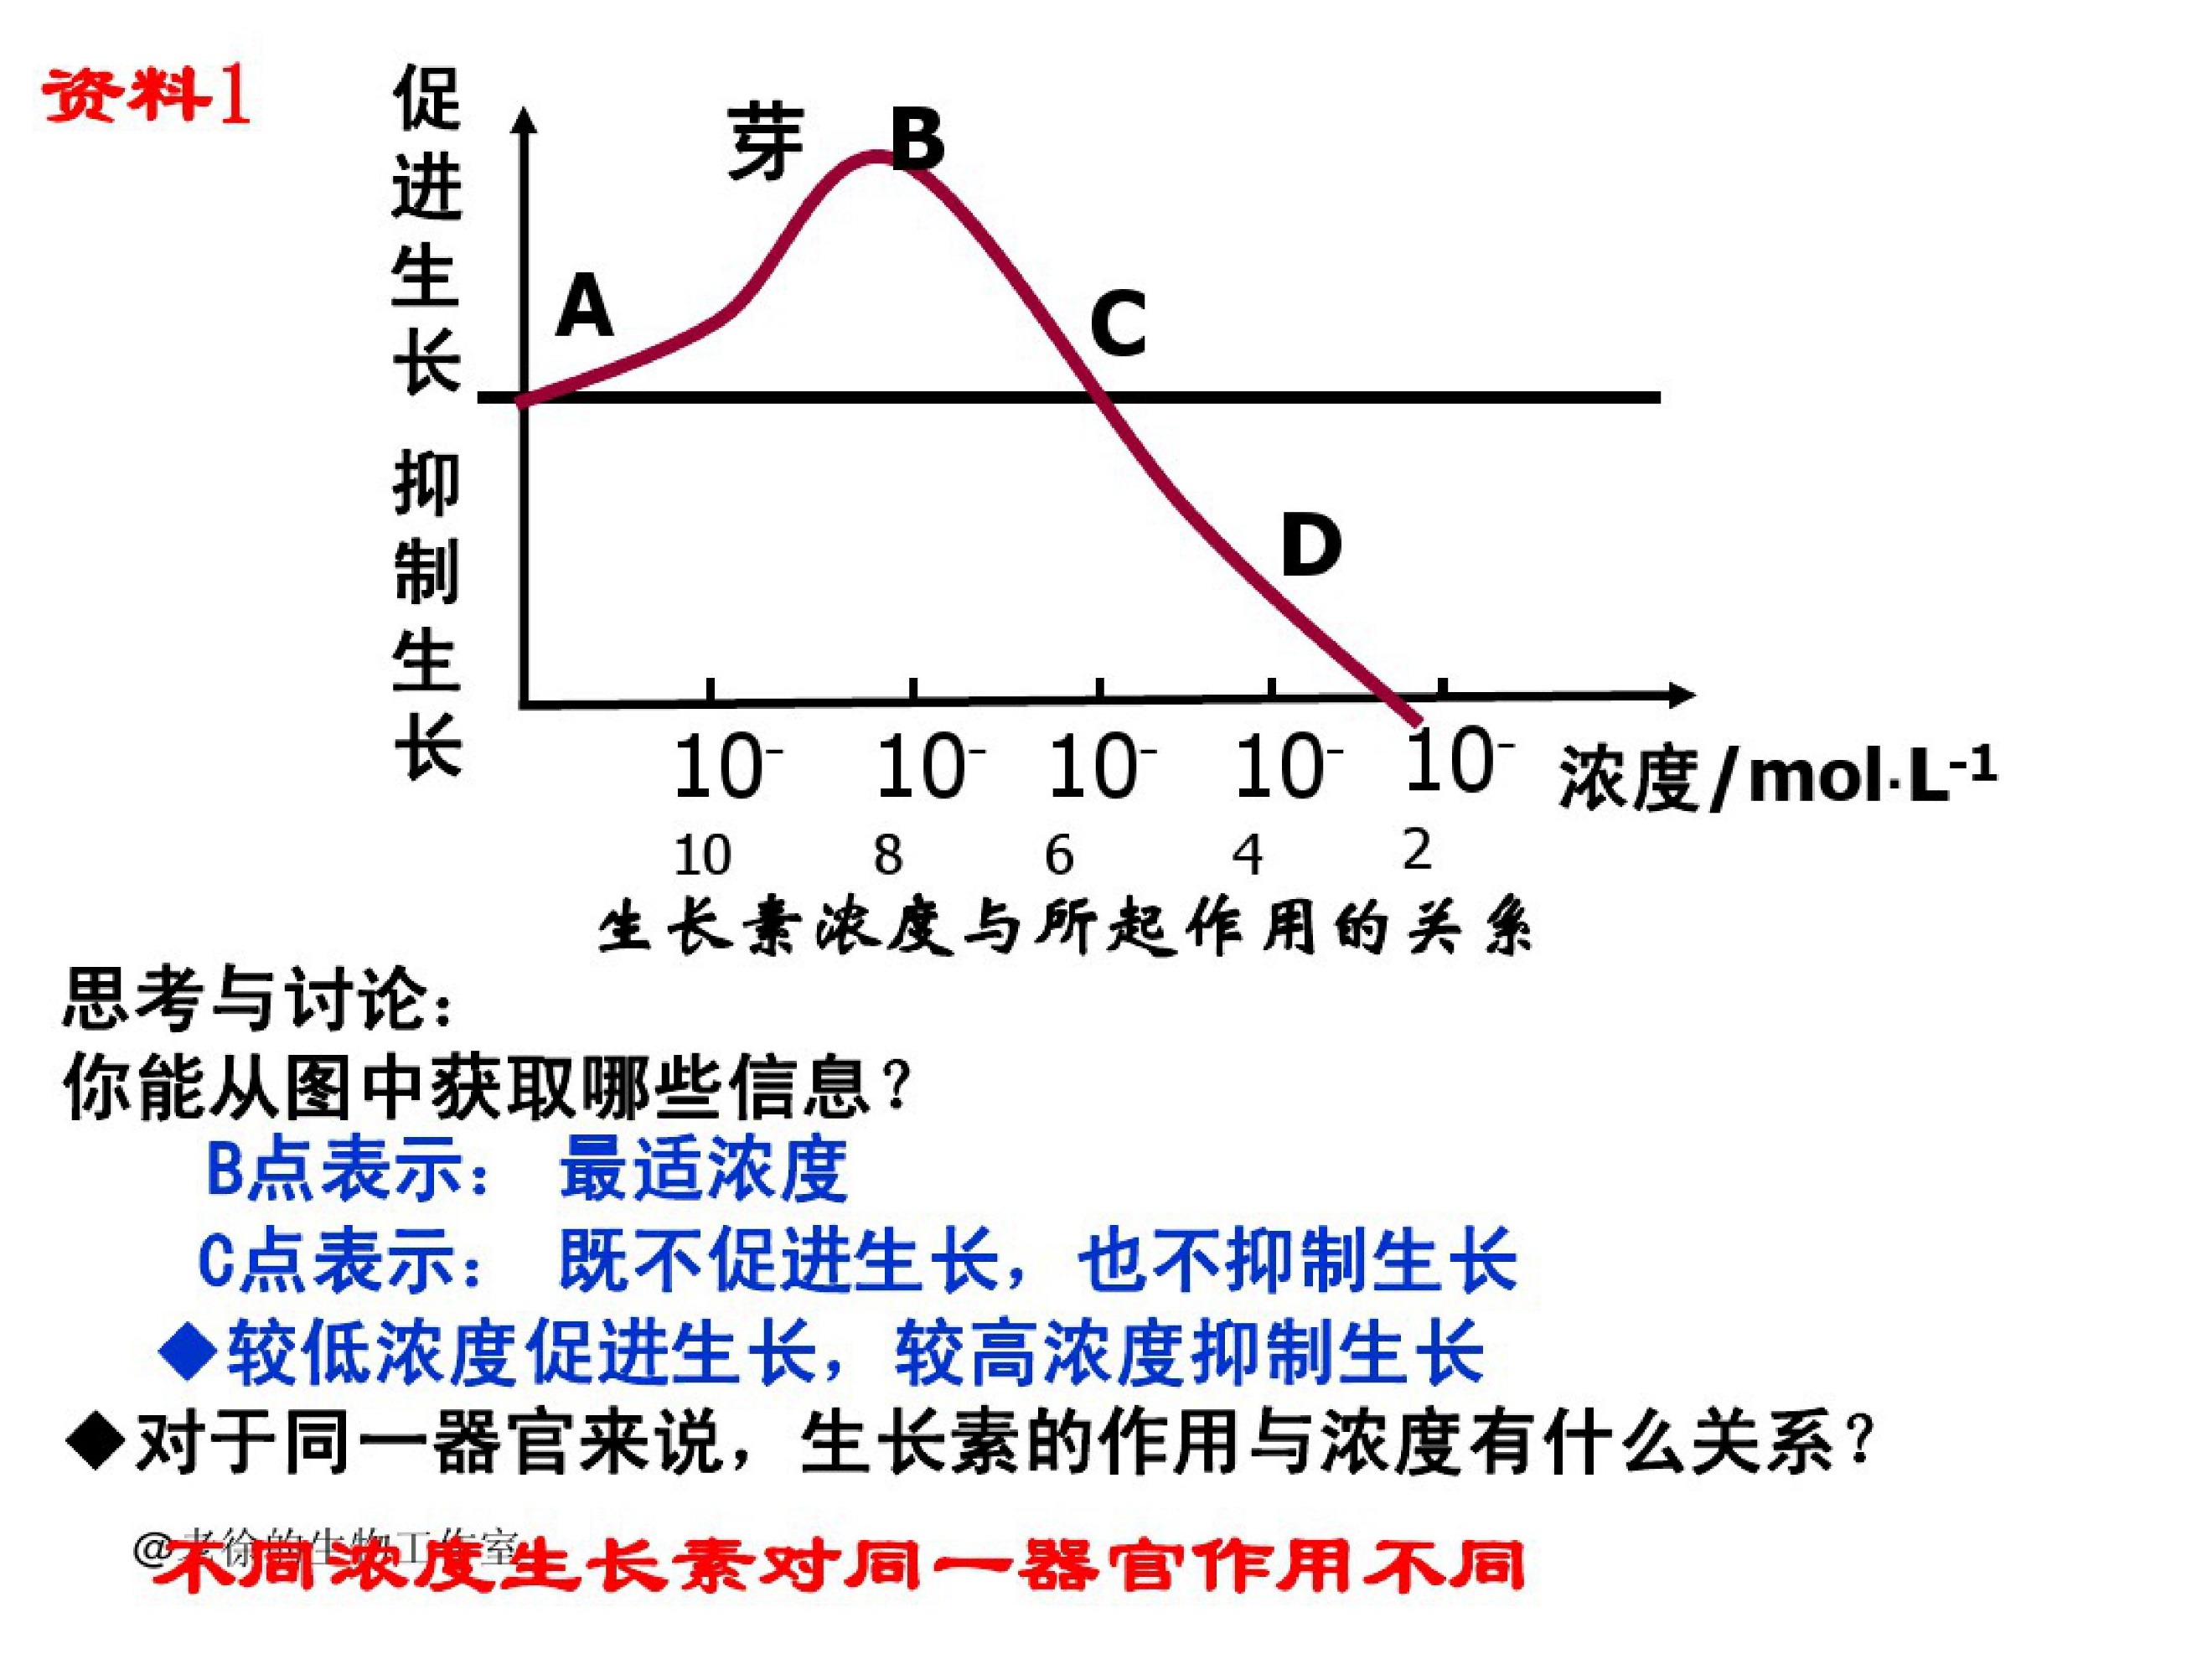 资料1
促进生长
抑制生长
芽
A
B
C
D
10-10
10-8
10-6
10-4
10-2
浓度/mol·L-1
生长素浓度与所起作用的关系
思考与讨论：
你能从图中获取哪些信息？
B点表示： 最适浓度
C点表示： 既不促进生长，也不抑制生长
◆较低浓度促进生长，较高浓度抑制生长
◆对于同一器官来说，生长素的作用与浓度有什么关系？
@老徐的生物工作室
不同浓度生长素对同一器官作用不同